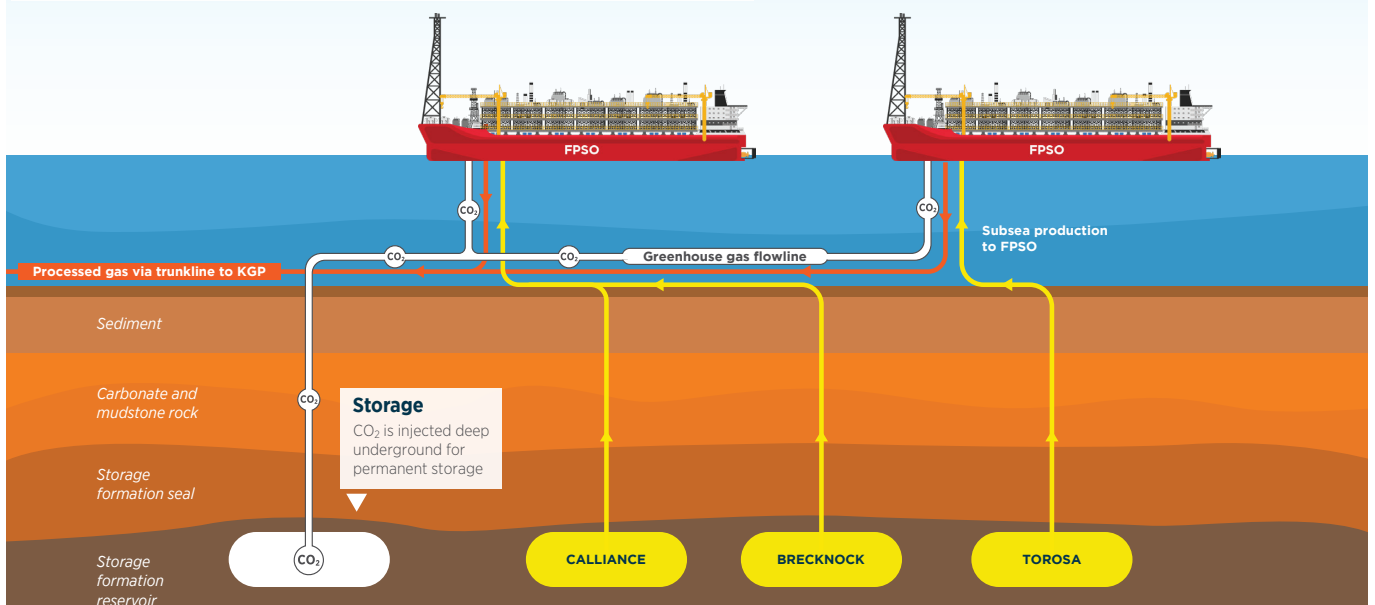 FPSO
FPSO
CO₂
CO₂
Subsea production
to FPSO
CO₂
CO₂
Greenhouse gas flowline
Processed gas via trunkline to KGP
Sediment
Carbonate and
mudstone rock
CO₂
Storage
CO₂ is injected deep
underground for
permanent storage
Storage
formation seal
Storage
formation
reservoir
CO₂
CALLIANCE
BRECKNOCK
TOROSA